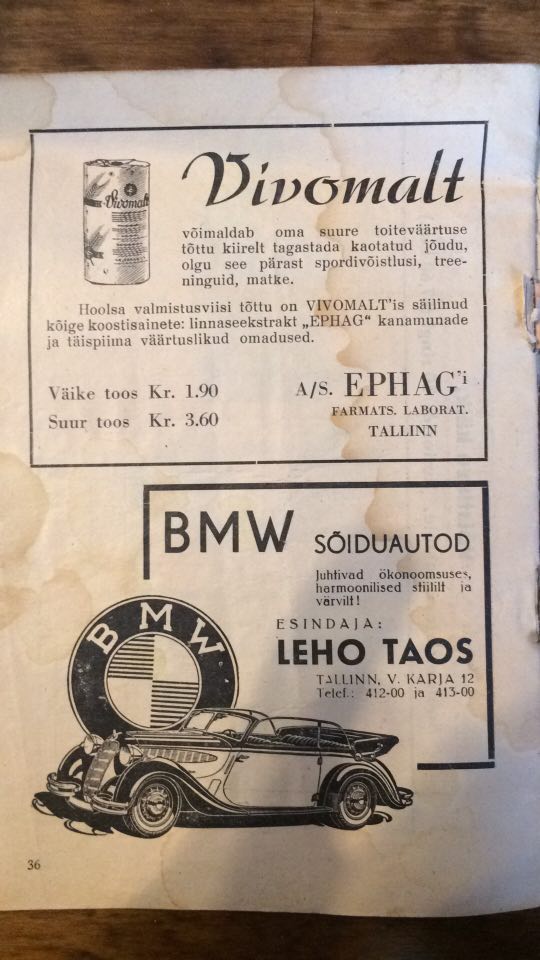 Vivomalt
Vivomalt
võimaldab oma suure toiteväärtuse
tõttu kiirelt tagastada kaotatud jõudu,
olgu see pärast spordivõistlusi, tree-
ninguid, matke.
Hoolsa valmistusviisi tõttu on VIVOMALT'is säilinud
kõige koostisainete: linnaseekstrakt „EPHAG“ kanamunade
ja täispiima väärtuslikud omadused.
Väike toos Kr. 1.90
Suur toos Kr. 3.60
A/S. EPHAG'i
FARMATS. LABORAT.
TALLINN
BMW SÕIDUAUTOD
Juhtivad ökonoomsuses,
harmoonilised stiililt ja
värvilt!
ESINDAJA:
LEHO TAOS
TALLINN, V. KARJA 12
Telef.: 412-00 ja 413-00
BMW
36